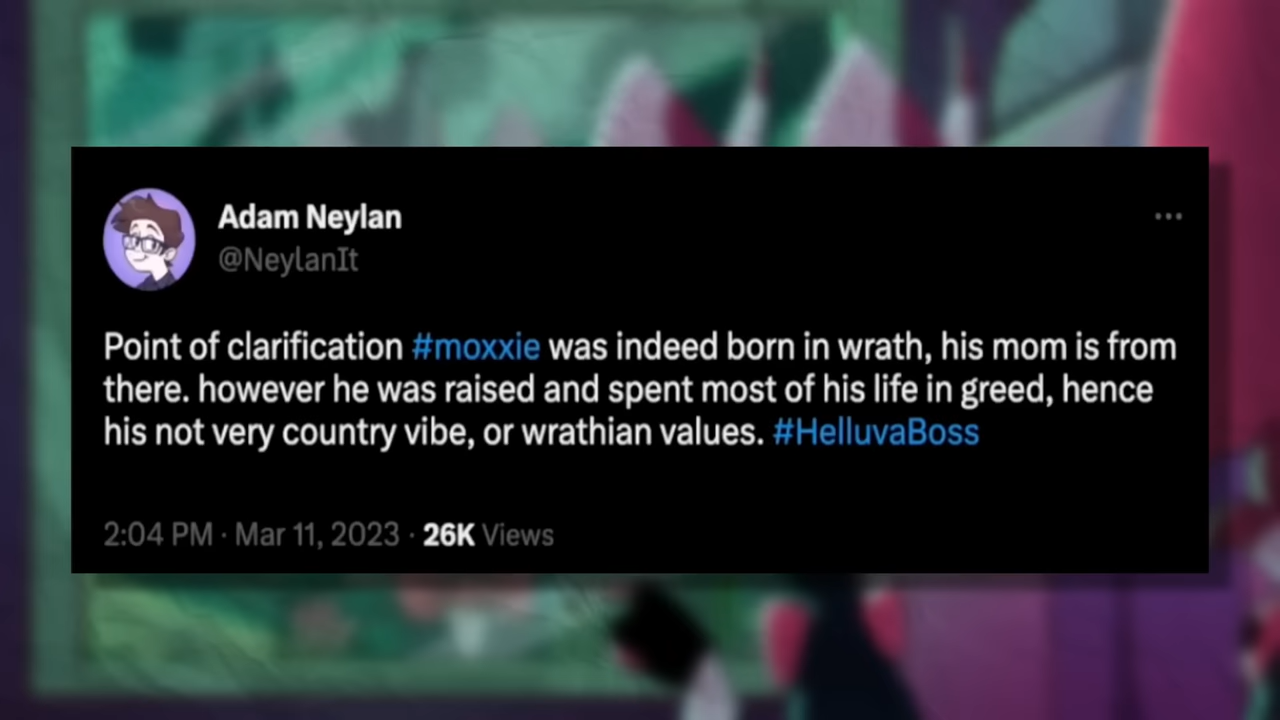 Adam Neylan
@NeylanIt
Point of clarification #moxxie was indeed born in wrath, his mom is from
there. however he was raised and spent most of his life in greed, hence
his not very country vibe, or wrathian values. #HelluvaBoss
2:04 PM · Mar 11, 2023 · 26K Views